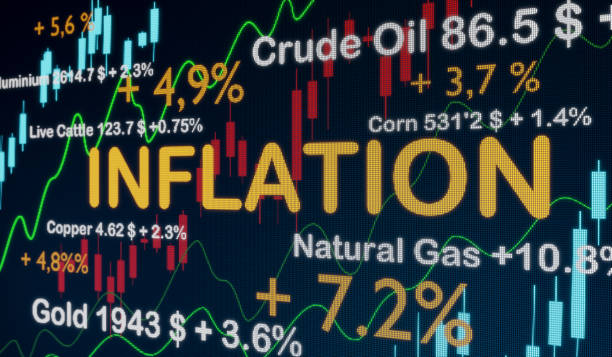 + 5,6 %
Crude Oil 86.5 $ +
Aluminium 2614.7 $ + 2,3%
+ 4,9%
+ 3,7 %
Live Cattle 123.7 $ +0.75%
Corn 531'2 $ + 1.4%
INFLATION
Copper 4.62 $ + 2.3%
Natural Gas +10.8%
+ 4,8%%
+ 7.2%
Gold 1943 $ + 3.6%